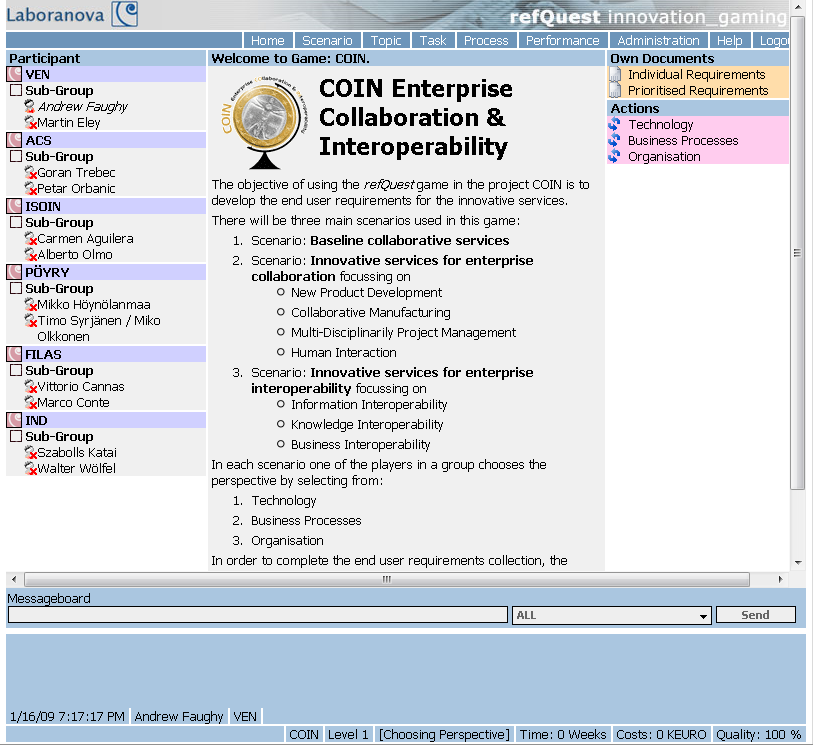 Laboranova
refQuest innovation_gaming
Home Scenario Topic Task Process Performance Administration Help Logo
Participant
VEN
Sub-Group
Andrew Faughy
Martin Eley
ACS
Sub-Group
Goran Trebec
Petar Orbanic
ISOIN
Sub-Group
Carmen Aguilera
Alberto Olmo
PÖYRY
Sub-Group
Mikko Höynölanmaa
Timo Syrjänen / Miko
Olkkonen
FILAS
Sub-Group
Vittorio Cannas
Marco Conte
IND
Sub-Group
Szabolls Katai
Walter Wölfel
Welcome to Game: COIN.
COIN Enterprise Collaboration & Interoperability
COIN Enterprise
Collaboration &
Interoperability
The objective of using the refQuest game in the project COIN is to
develop the end user requirements for the innovative services.
There will be three main scenarios used in this game:
1. Scenario: Baseline collaborative services
2. Scenario: Innovative services for enterprise
collaboration focussing on
New Product Development
Collaborative Manufacturing
Multi-Disciplinarily Project Management
Human Interaction
3. Scenario: Innovative services for enterprise
interoperability focussing on
Information Interoperability
Knowledge Interoperability
Business Interoperability
In each scenario one of the players in a group chooses the
perspective by selecting from:
1. Technology
2. Business Processes
3. Organisation
In order to complete the end user requirements collection, the
Own Documents
Individual Requirements
Prioritised Requirements
Actions
Technology
Business Processes
Organisation
Messageboard
ALL
Send
1/16/09 7:17:17 PM Andrew Faughy VEN
COIN Level 1 [Choosing Perspective] Time: 0 Weeks Costs: 0 KEURO Quality: 100 %